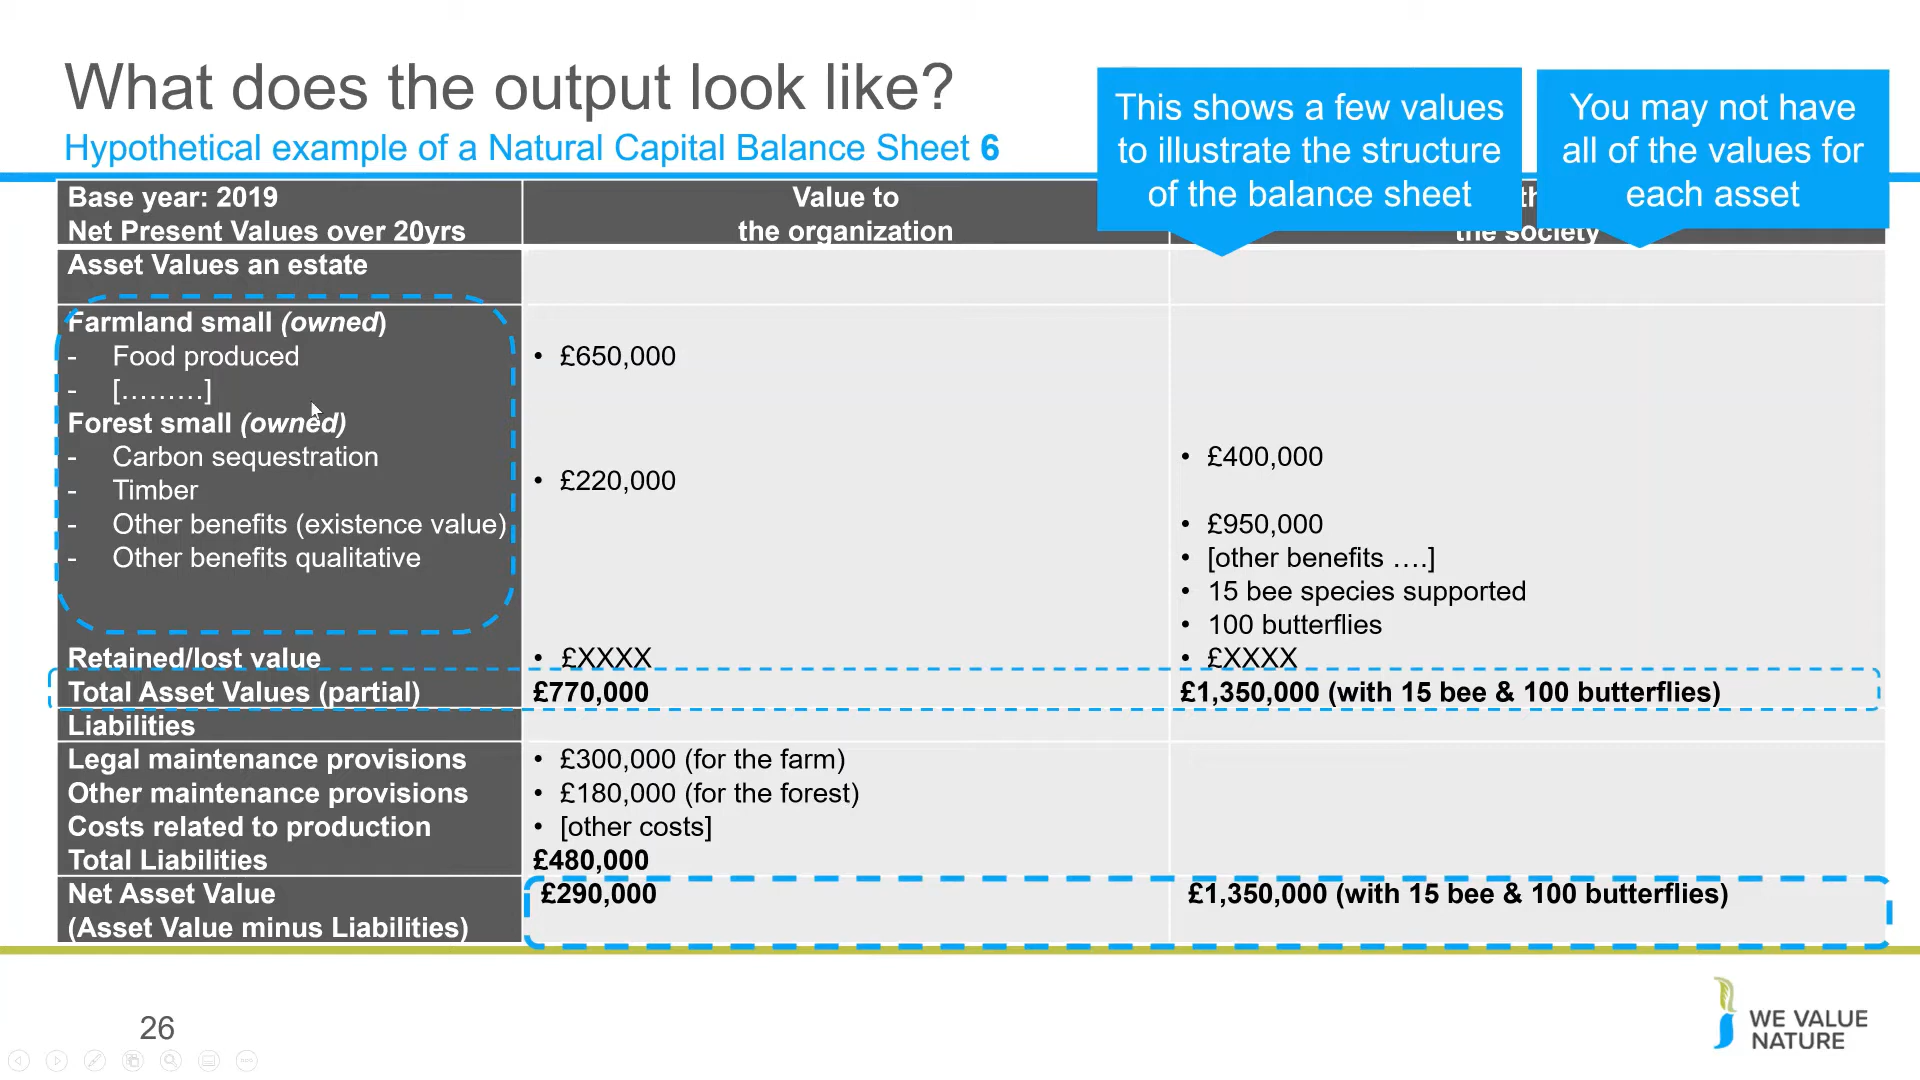 What does the output look like?
Hypothetical example of a Natural Capital Balance Sheet 6
This shows a few values
to illustrate the structure
of the balance sheet
You may not have
all of the values for
each asset
Base year: 2019
Net Present Values over 20yrs
Value to
the organization
the society
Asset Values an estate
Farmland small (owned)
- Food produced
- [.........]
Forest small (owned)
- Carbon sequestration
- Timber
- Other benefits (existence value)
- Other benefits qualitative
• £650,000
• £220,000
• £400,000
• £950,000
• [other benefits ….]
• 15 bee species supported
• 100 butterflies
Retained/lost value • £XXXX • £XXXX
Total Asset Values (partial) £770,000 £1,350,000 (with 15 bee & 100 butterflies)
Liabilities
Legal maintenance provisions • £300,000 (for the farm)
Other maintenance provisions • £180,000 (for the forest)
Costs related to production • [other costs]
Total Liabilities £480,000
Net Asset Value £290,000 £1,350,000 (with 15 bee & 100 butterflies)
(Asset Value minus Liabilities)
26
WE VALUE
NATURE